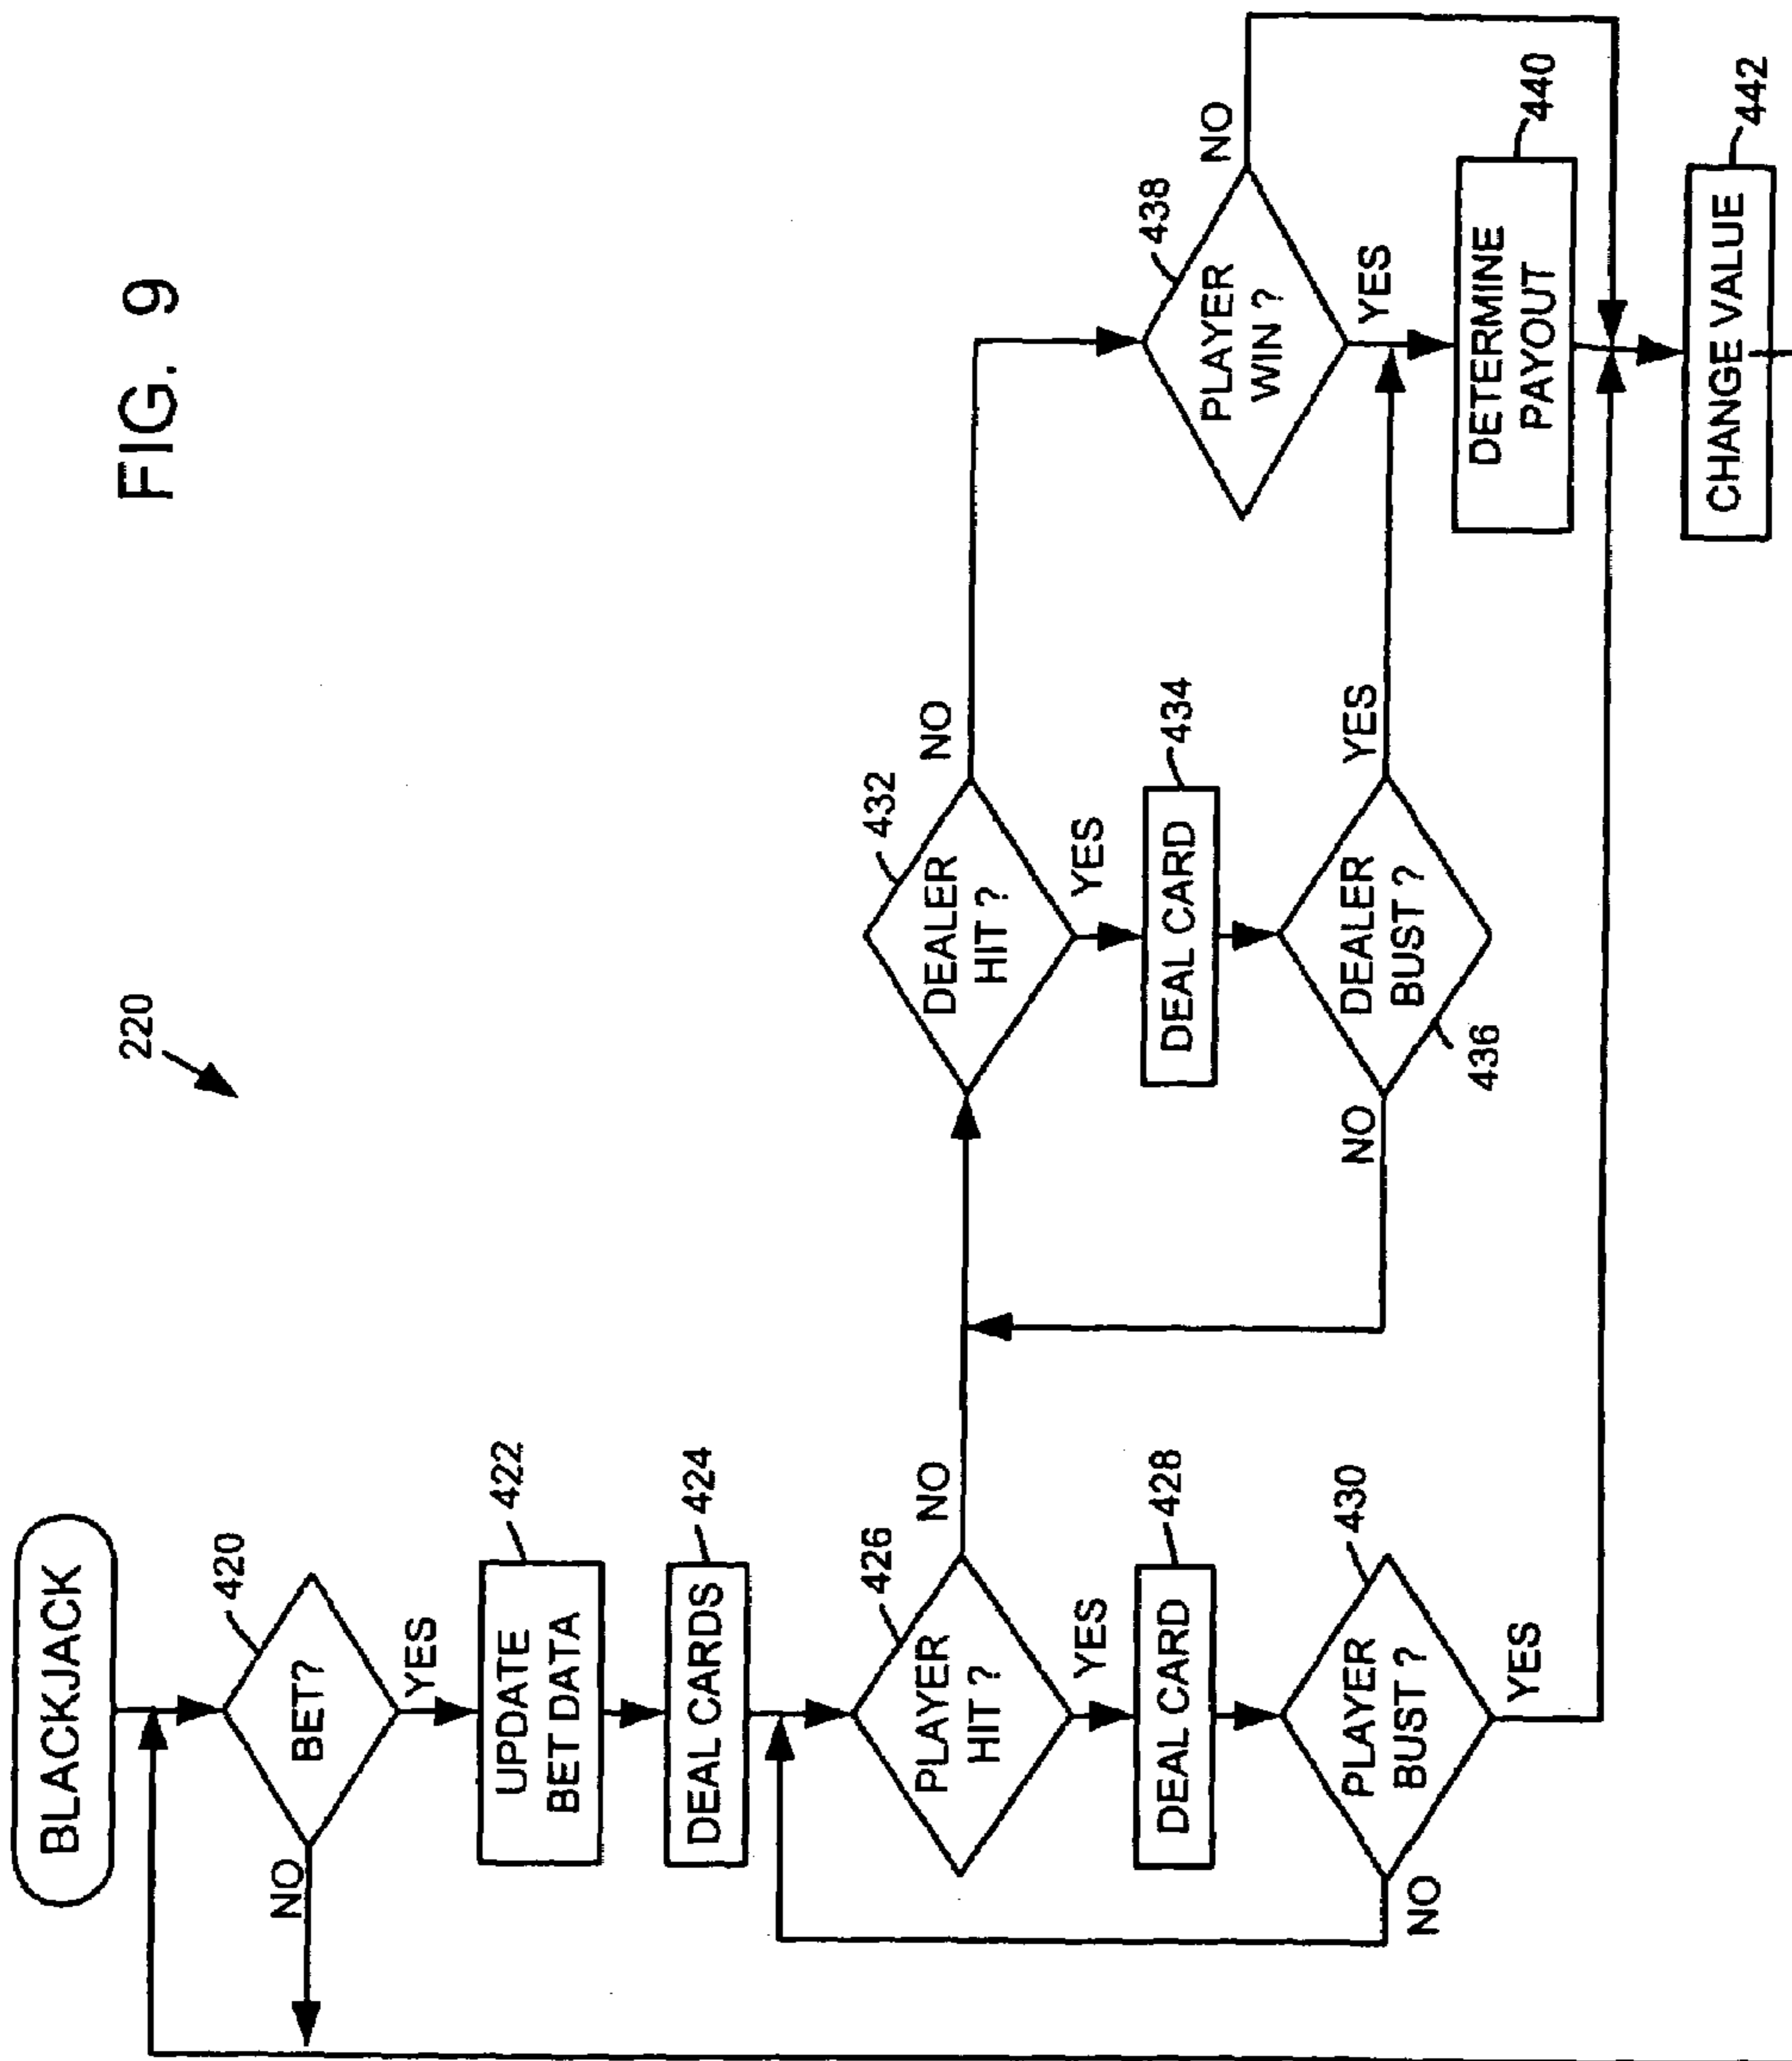 FIG. 9
220
BLACKJACK
420
BET?
NO
YES
422
UPDATE
BET DATA
424
DEAL CARDS
426
PLAYER
HIT ?
NO
YES
428
DEAL CARD
430
PLAYER
BUST ?
NO
YES
432
DEALER
HIT ?
NO
YES
434
DEAL CARD
DEALER
BUST ?
436
NO
YES
438
PLAYER
WIN ?
NO
YES
440
DETERMINE
PAYOUT
442
CHANGE VALUE